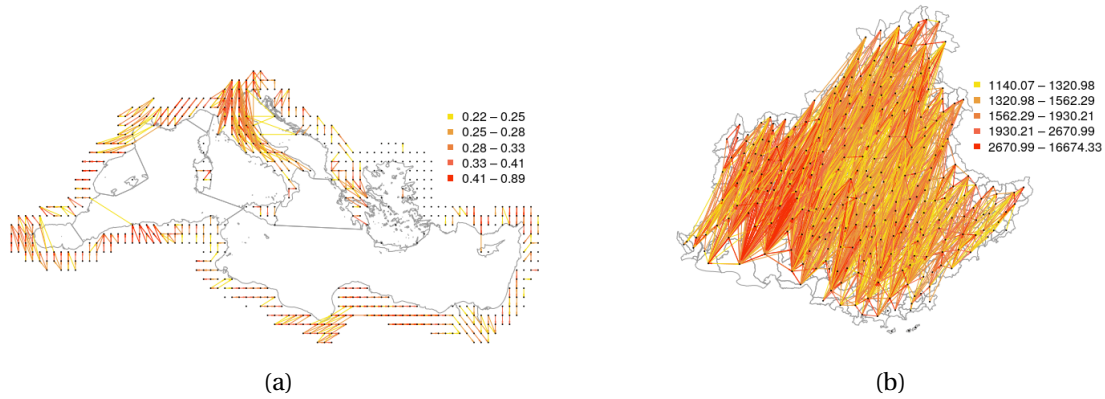 0.22 – 0.25
0.25 – 0.28
0.28 – 0.33
0.33 – 0.41
0.41 – 0.89
1140.07 – 1320.98
1320.98 – 1562.29
1562.29 – 1930.21
1930.21 – 2670.99
2670.99 – 16674.33
(a)
(b)